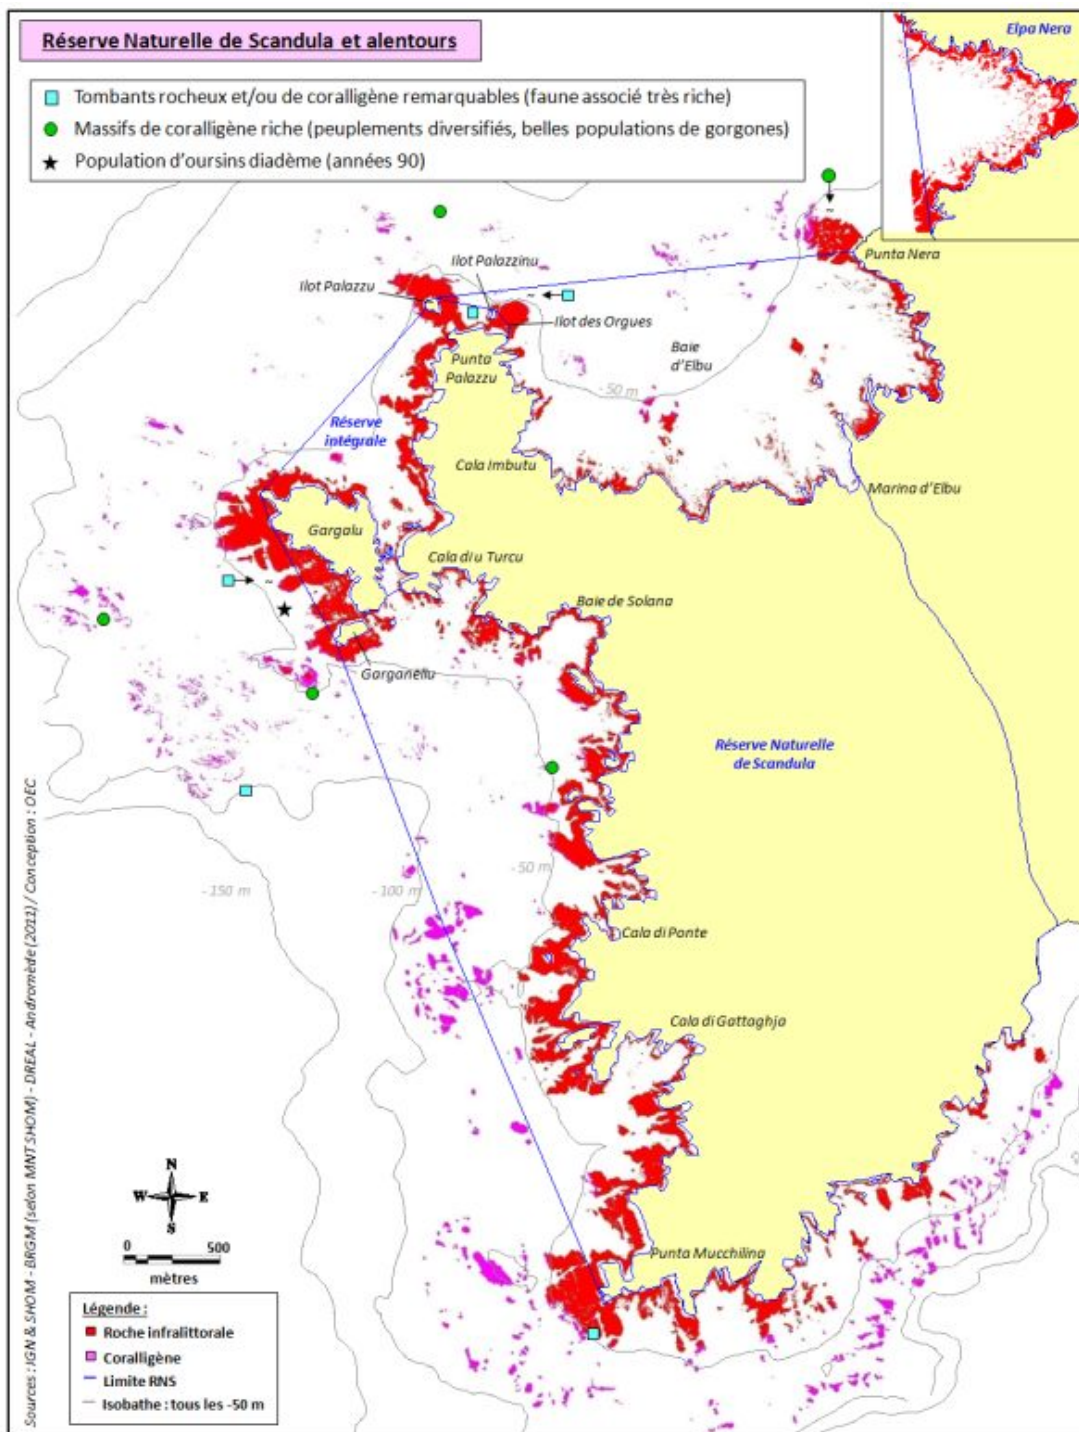 Réserve Naturelle de Scandula et alentours
Tombants rocheux et/ou de coralligène remarquables (faune associé très riche)
Massifs de coralligène riche (peuplements diversifiés, belles populations de gorgones)
Population d'oursins diadème (années 90)
Elpa Nera
Punta Nera
Ilot Palazzinu
Ilot Palazzu
Ilot des Orgues
Punta
Palazzu
Baie
d'Elbu
- 50 m
Réserve
intégrale
Cala Imbutu
Marina d'Elbu
Gargalu
Cala di u Turcu
Baie de Solana
Garganellu
Réserve Naturelle
de Scandula
- 50 m
- 150 m
- 100 m
Cala di Ponte
Cala di Gattaghja
Punta Mucchilina
N
W E
S
0 500
mètres
Légende :
Roche infralittorale
Coralligène
Limite RNS
Isobathe : tous les -50 m
Sources : IGN & SHOM - BRGM (selon MNT SHOM) - DREAL - Andromède (2011) / Conception : OEC